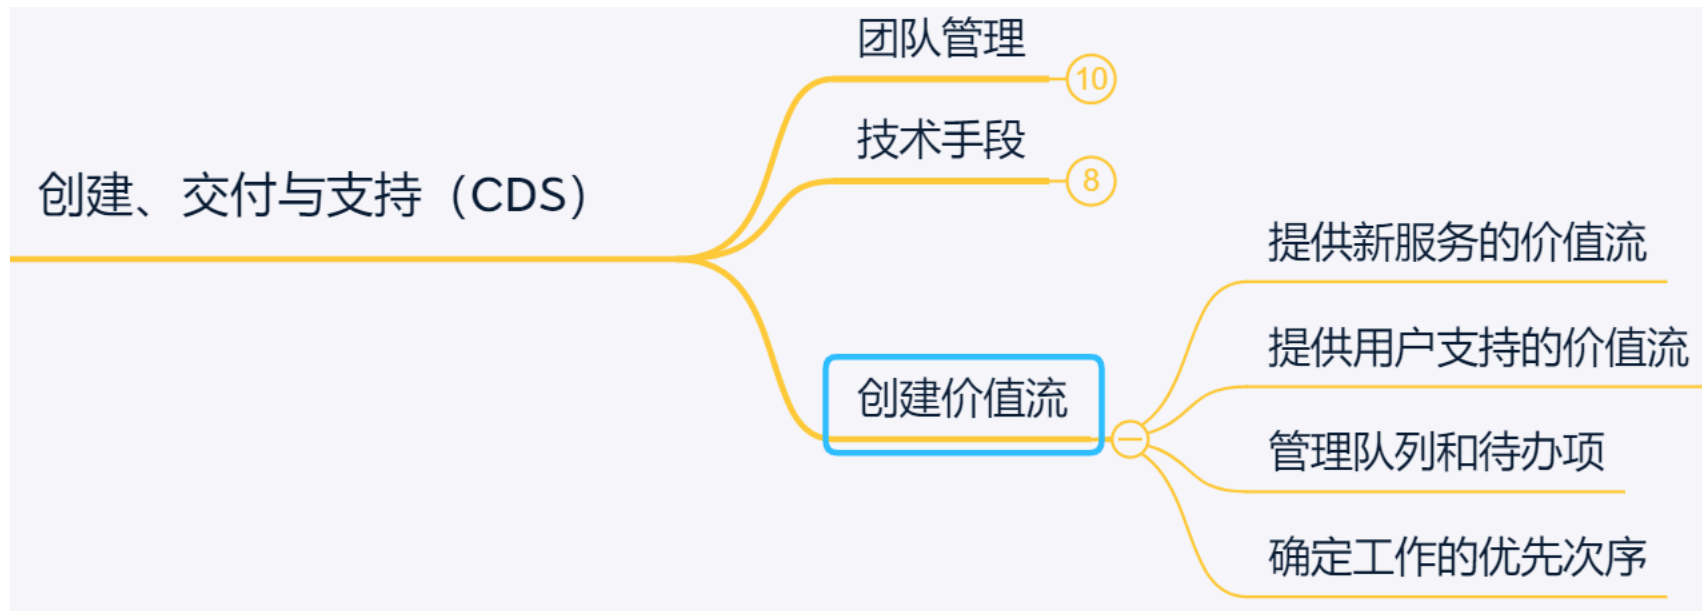 团队管理
10
技术手段
8
创建、交付与支持（CDS）
提供新服务的价值流
提供用户支持的价值流
创建价值流
管理队列和待办项
确定工作的优先次序